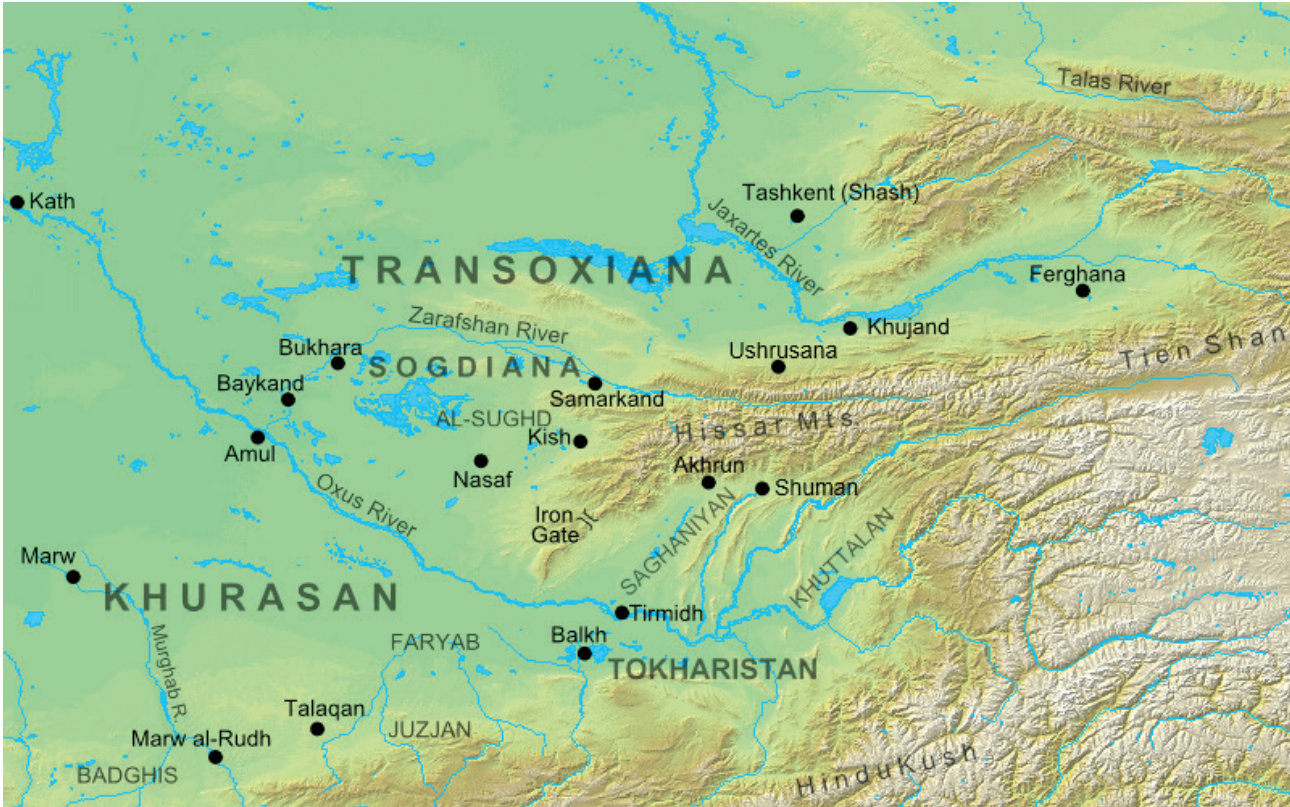 Talas River
Kath
Tashkent (Shash)
Jaxartes River
TRANSOXIANA
Ferghana
Zarafshan River
Khujand
Bukhara
Ushrusana
Tien Shan
SOGDIANA
Baykand
Samarkand
AL-SUGHD
Hissar Mts.
Kish
Amul
Akhrun
Nasaf
Shuman
Oxus River
Iron
Gate
SAGHANIYAN
KHUTTALAN
Marw
KHURASAN
Tirmidh
Murghab R.
FARYAB
Balkh
TOKHARISTAN
Talaqan
JUZJAN
Marw al-Rudh
BADGHIS
HinduKush